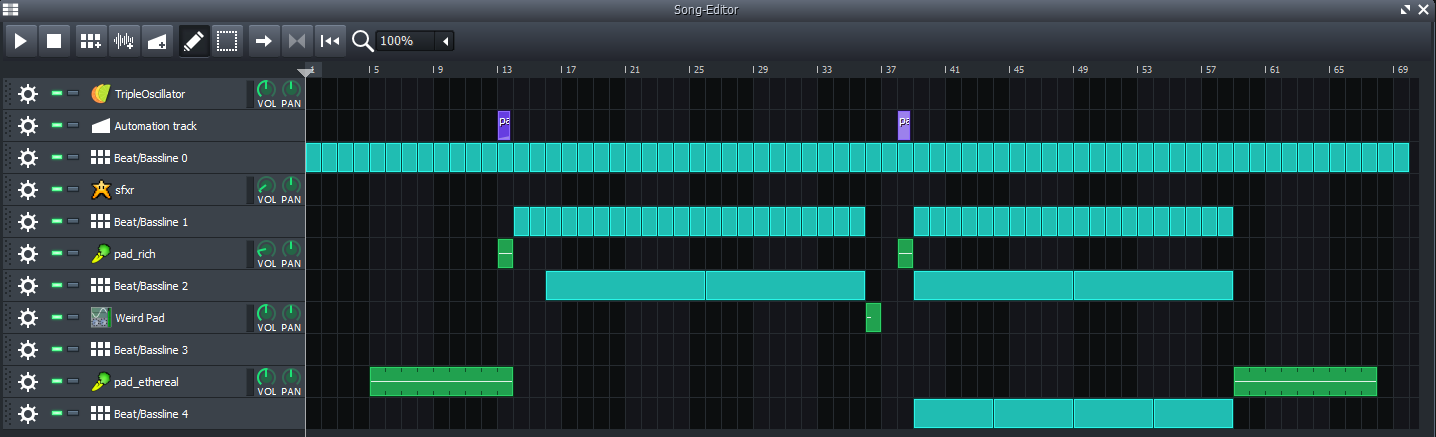 Song-Editor
100%
1 5 9 13 17 21 25 29 33 37 41 45 49 53 57 61 65 69
TripleOscillator VOL PAN
Automation track pa pa
Beat/Bassline 0
sfxr VOL PAN
Beat/Bassline 1
pad_rich VOL PAN
Beat/Bassline 2
Weird Pad VOL PAN
Beat/Bassline 3
pad_ethereal VOL PAN
Beat/Bassline 4